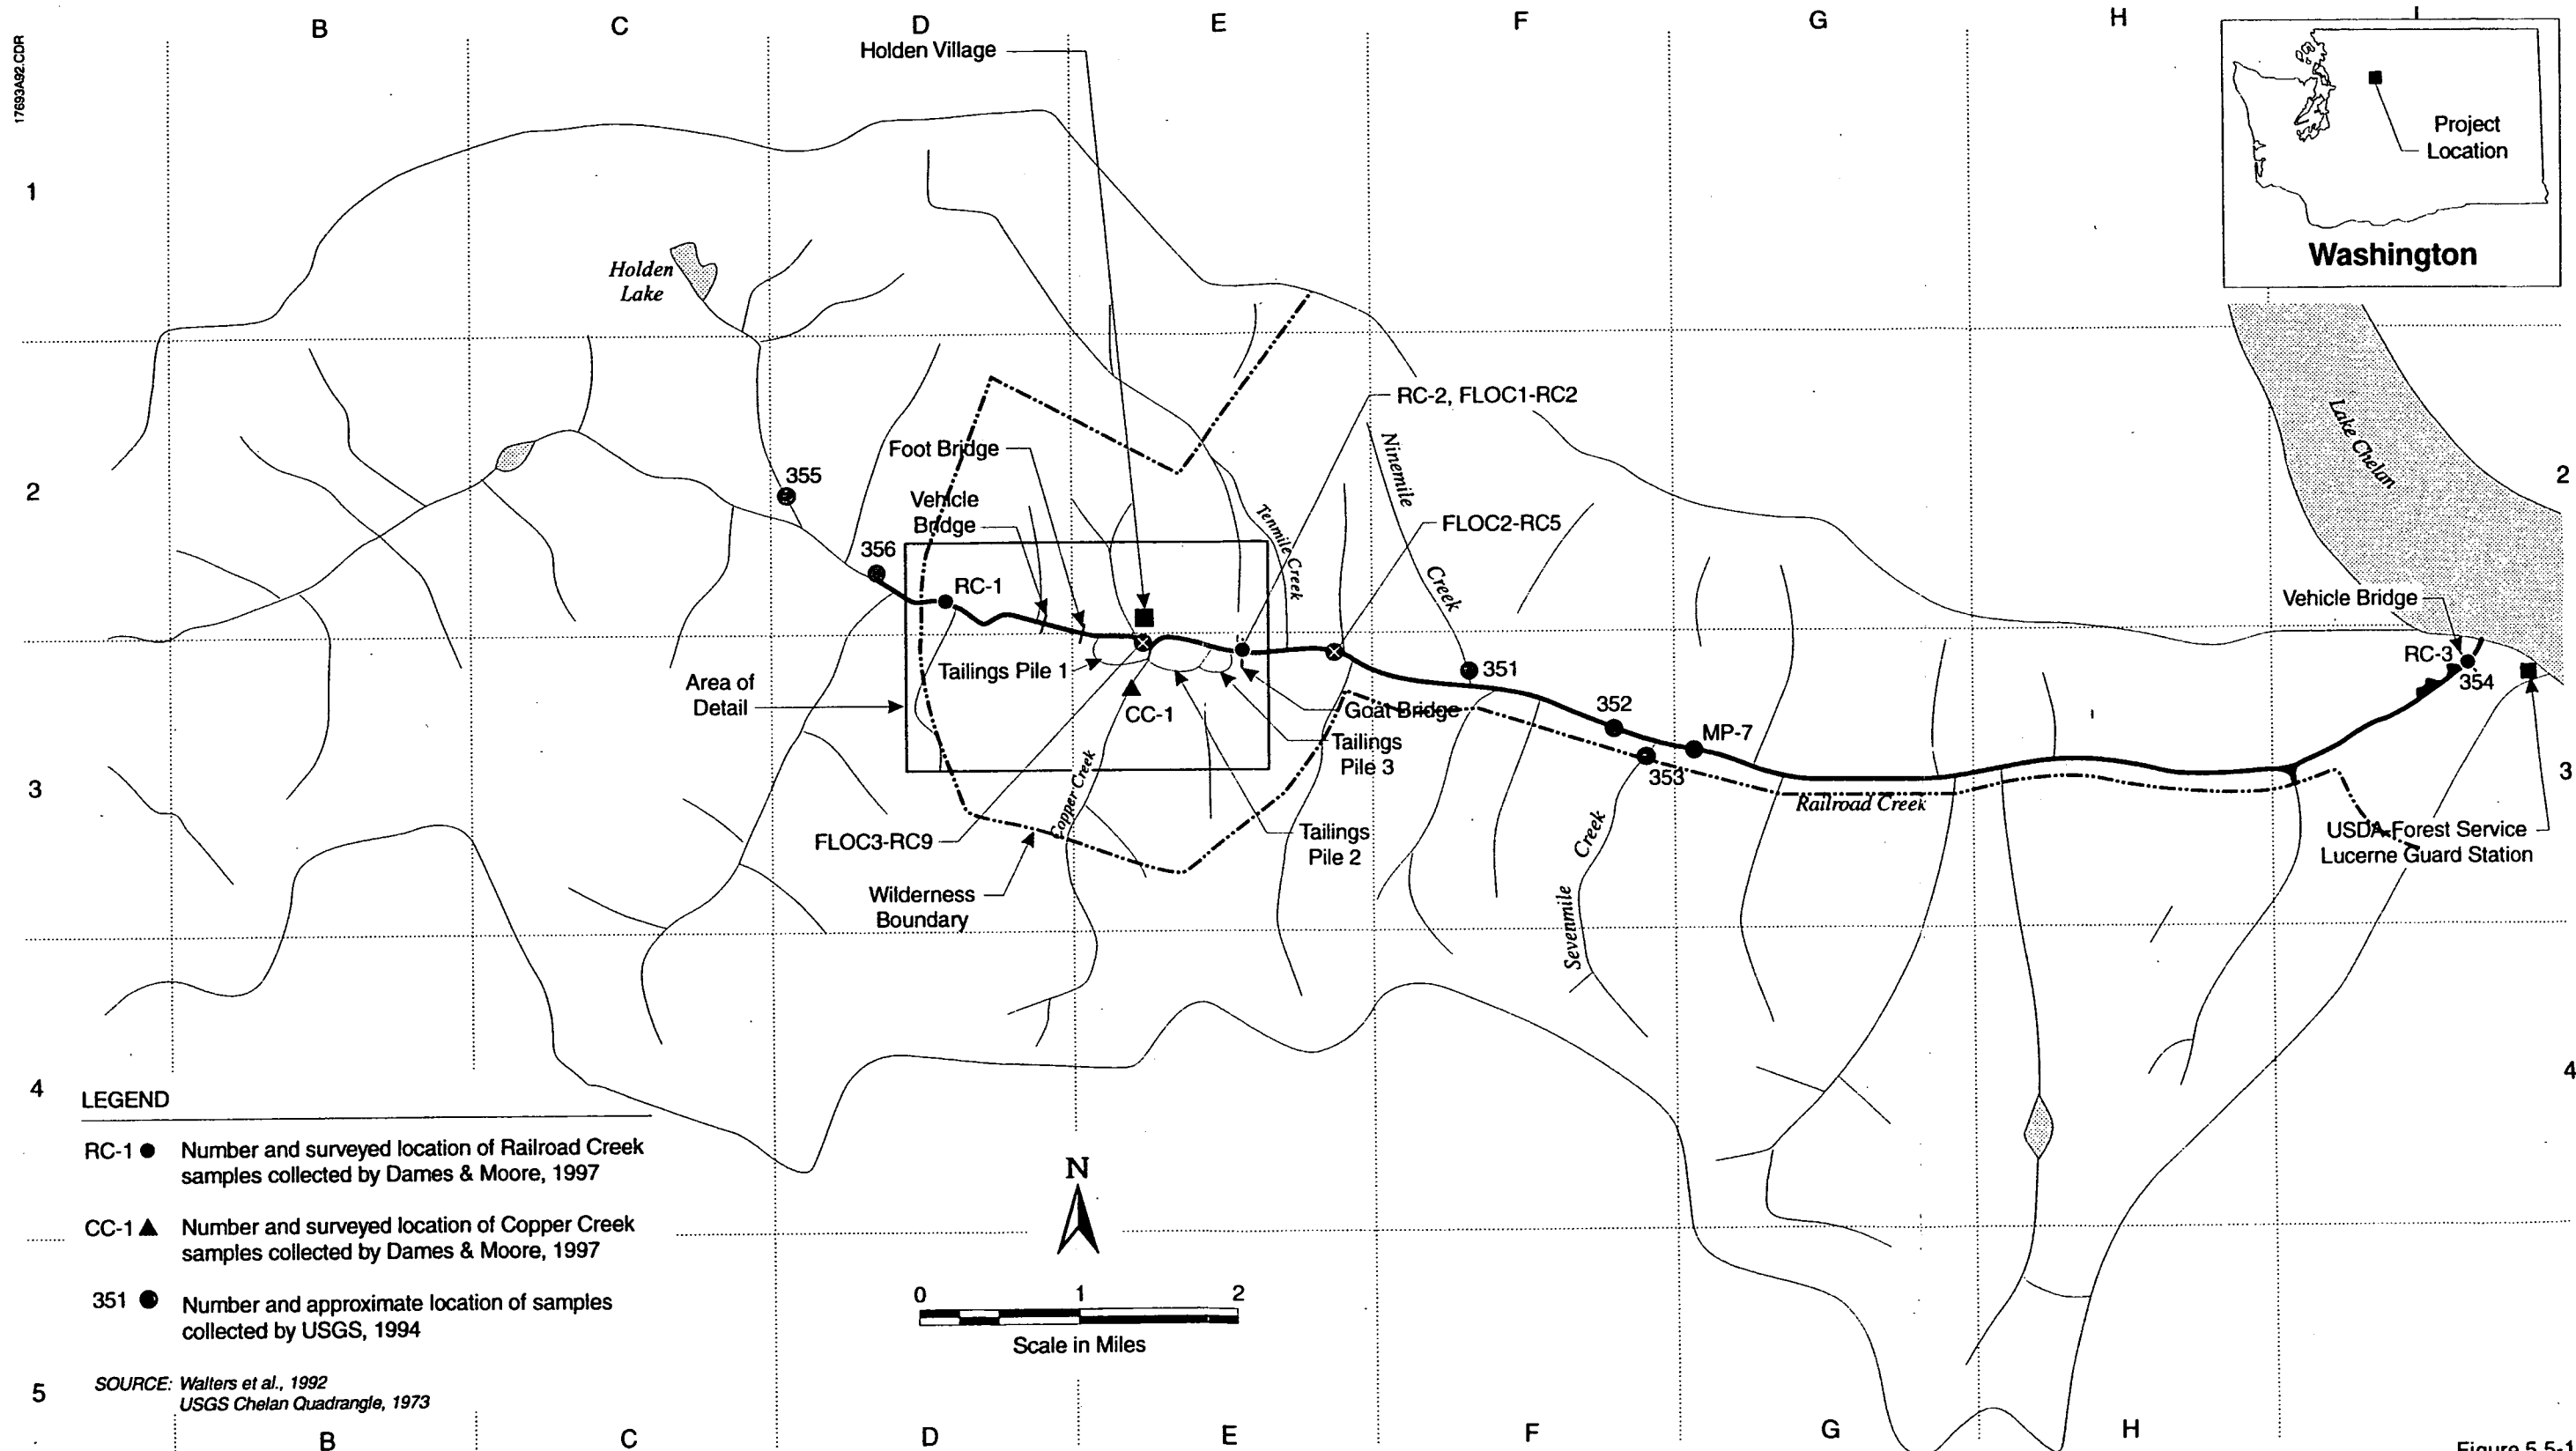 17693A92.CDR
B
C
D
E
F
G
H
I
Holden Village
Project
Location
Washington
1
Holden
Lake
RC-2, FLOC1-RC2
Lake Chelan
Foot Bridge
Ninemile
Creek
2
2
355
Vehicle
Bridge
Tenmile Creek
FLOC2-RC5
356
RC-1
Vehicle Bridge
Tailings Pile 1
351
RC-3
354
Area of
Detail
CC-1
Goat Bridge
352
MP-7
Tailings
Pile 3
353
3
3
Copper Creek
Railroad Creek
FLOC3-RC9
Tailings
Pile 2
Sevenmile
Creek
USDA-Forest Service
Lucerne Guard Station
Wilderness
Boundary
4
4
LEGEND
RC-1 Number and surveyed location of Railroad Creek
samples collected by Dames & Moore, 1997
N
CC-1 Number and surveyed location of Copper Creek
samples collected by Dames & Moore, 1997
351 Number and approximate location of samples
collected by USGS, 1994
0 1 2
Scale in Miles
SOURCE: Walters et al., 1992
USGS Chelan Quadrangle, 1973
5
B
C
D
E
F
G
H
Figure 5.5-1